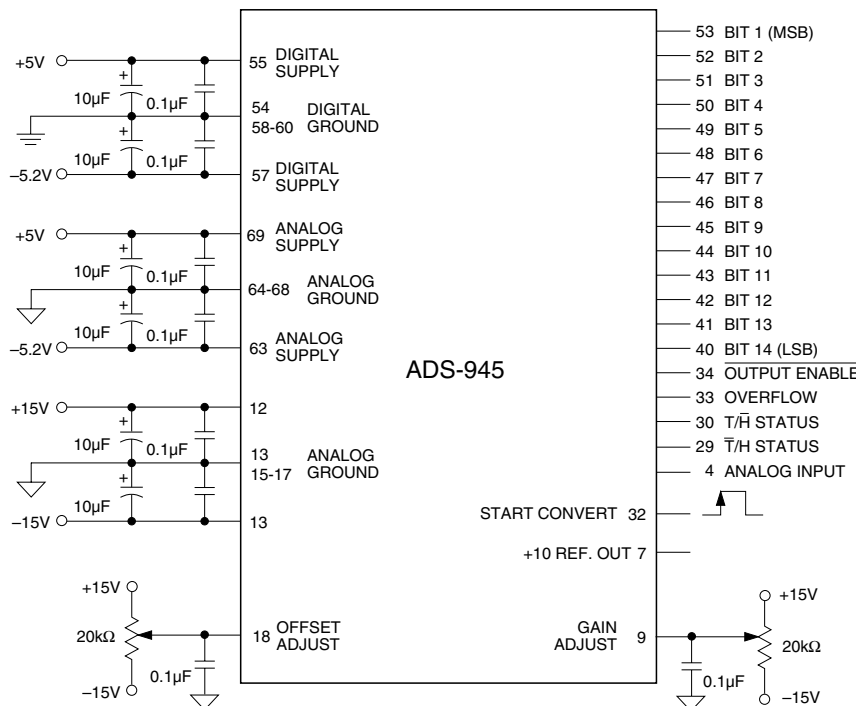 +5V
10µF
+
0.1µF
55 DIGITAL
SUPPLY
54
58-60
DIGITAL
GROUND
+
10µF
0.1µF
–5.2V
57 DIGITAL
SUPPLY
+5V
+
10µF
0.1µF
69 ANALOG
SUPPLY
64-68 ANALOG
GROUND
+
10µF
0.1µF
–5.2V
63 ANALOG
SUPPLY
+15V
+
10µF
0.1µF
12
13
15-17
ANALOG
GROUND
+
10µF
0.1µF
–15V
13
+15V
20kΩ
–15V
0.1µF
18 OFFSET
ADJUST
ADS-945
53 BIT 1 (MSB)
52 BIT 2
51 BIT 3
50 BIT 4
49 BIT 5
48 BIT 6
47 BIT 7
46 BIT 8
45 BIT 9
44 BIT 10
43 BIT 11
42 BIT 12
41 BIT 13
40 BIT 14 (LSB)
34 O̅U̅T̅P̅U̅T̅ E̅N̅A̅B̅L̅E̅
33 OVERFLOW
30 T/H̅ STATUS
29 T̅/H STATUS
4 ANALOG INPUT
START CONVERT 32
+10 REF. OUT 7
GAIN
ADJUST
9
0.1µF
+15V
20kΩ
–15V